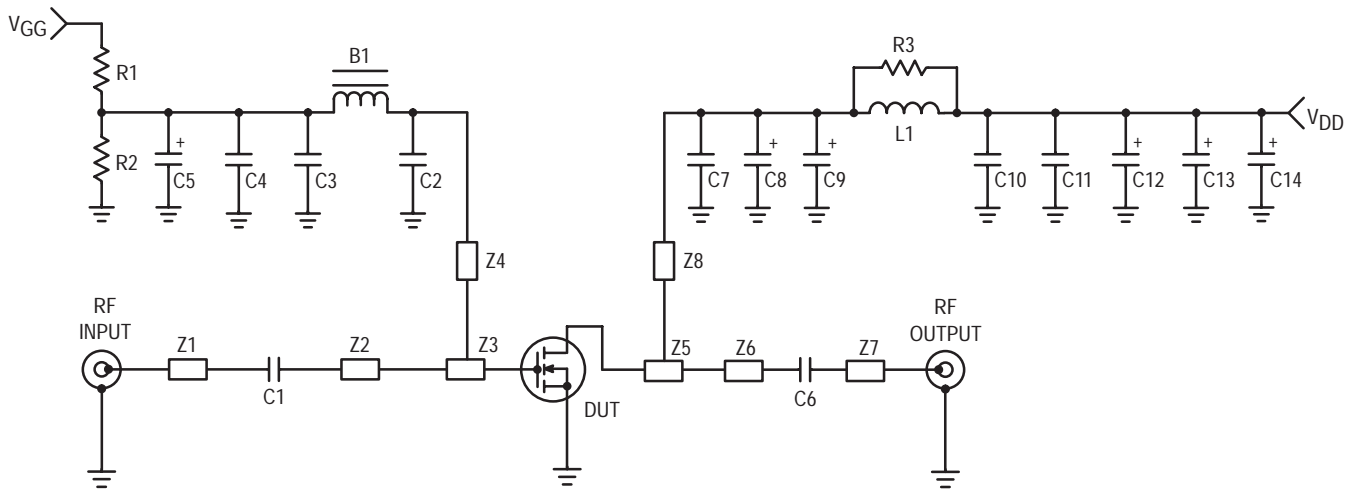 VGG
R1
B1
R3
L1
VDD
R2
C5
+
C4
C3
C2
C7
C8
+
C9
+
C10
C11
C12
+
C13
+
C14
+
Z4
Z8
RF
INPUT
Z1
C1
Z2
Z3
DUT
Z5
Z6
C6
Z7
RF
OUTPUT